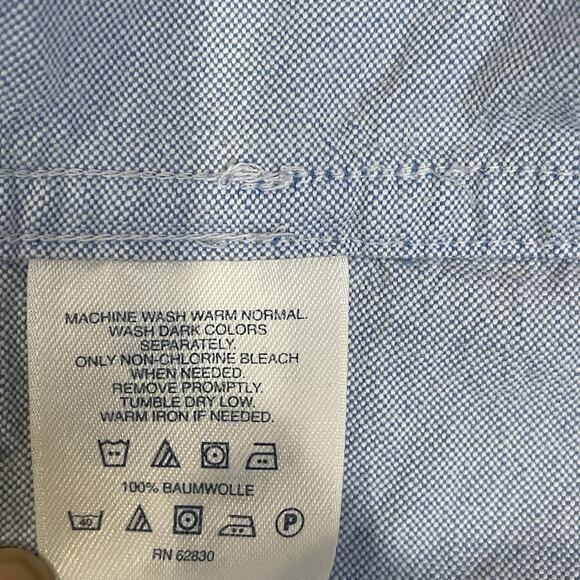 MACHINE WASH WARM NORMAL.
WASH DARK COLORS
SEPARATELY.
ONLY NON-CHLORINE BLEACH
WHEN NEEDED.
REMOVE PROMPTLY.
TUMBLE DRY LOW.
WARM IRON IF NEEDED.
100% BAUMWOLLE
40 P
RN 62830